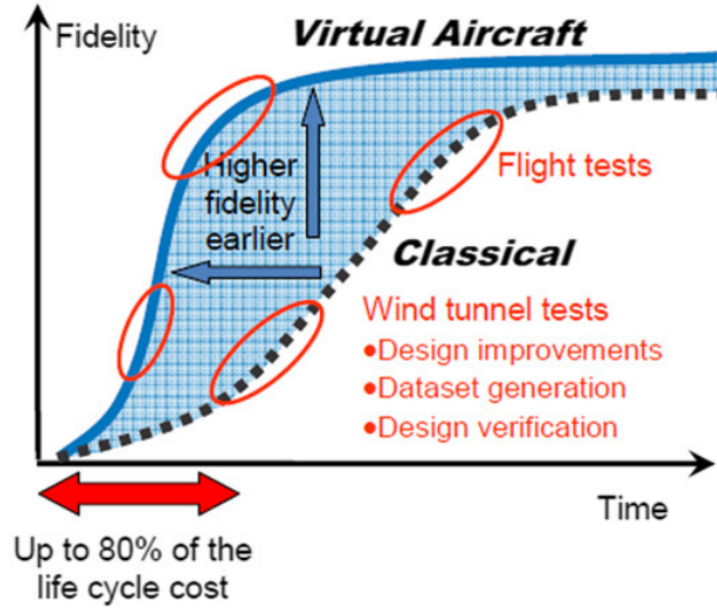 Fidelity
Virtual Aircraft
Higher
fidelity
earlier
Flight tests
Classical
Wind tunnel tests
•Design improvements
•Dataset generation
•Design verification
Time
Up to 80% of the
life cycle cost